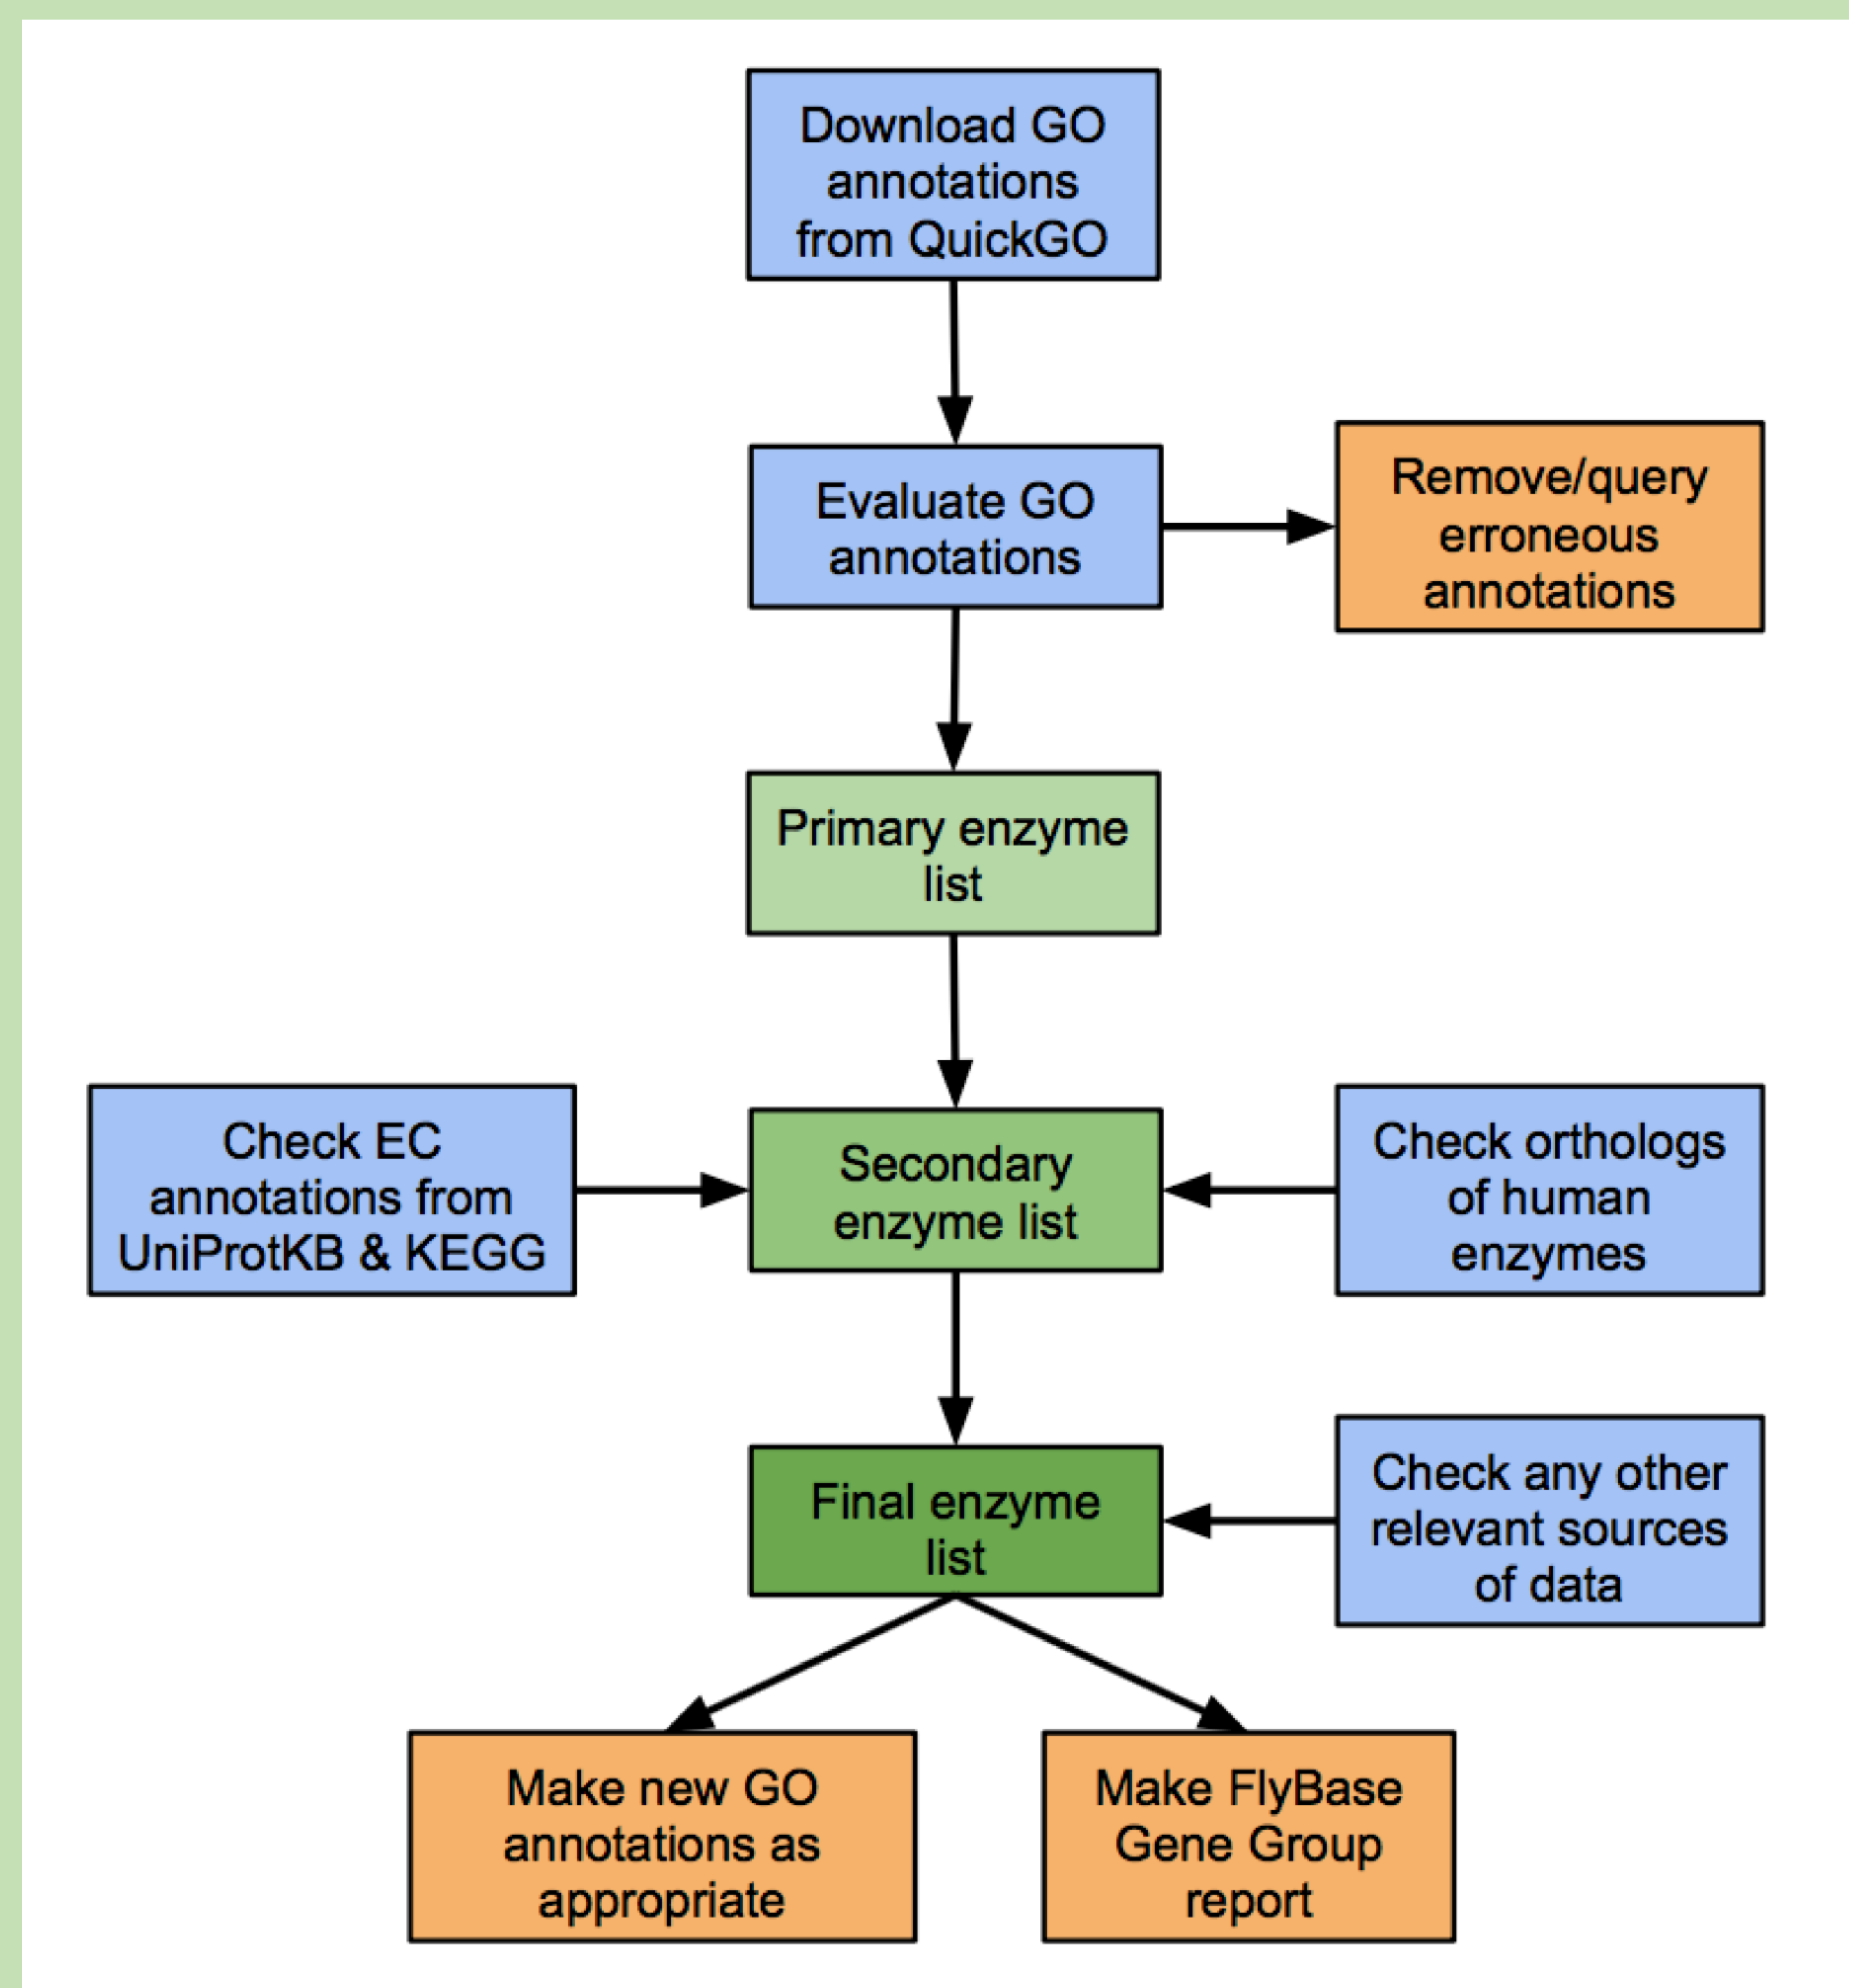 Download GO
annotations
from QuickGO
Evaluate GO
annotations
Remove/query
erroneous
annotations
Primary enzyme
list
Check EC
annotations from
UniProtKB & KEGG
Secondary
enzyme list
Check orthologs
of human
enzymes
Final enzyme
list
Check any other
relevant sources
of data
Make new GO
annotations as
appropriate
Make FlyBase
Gene Group
report